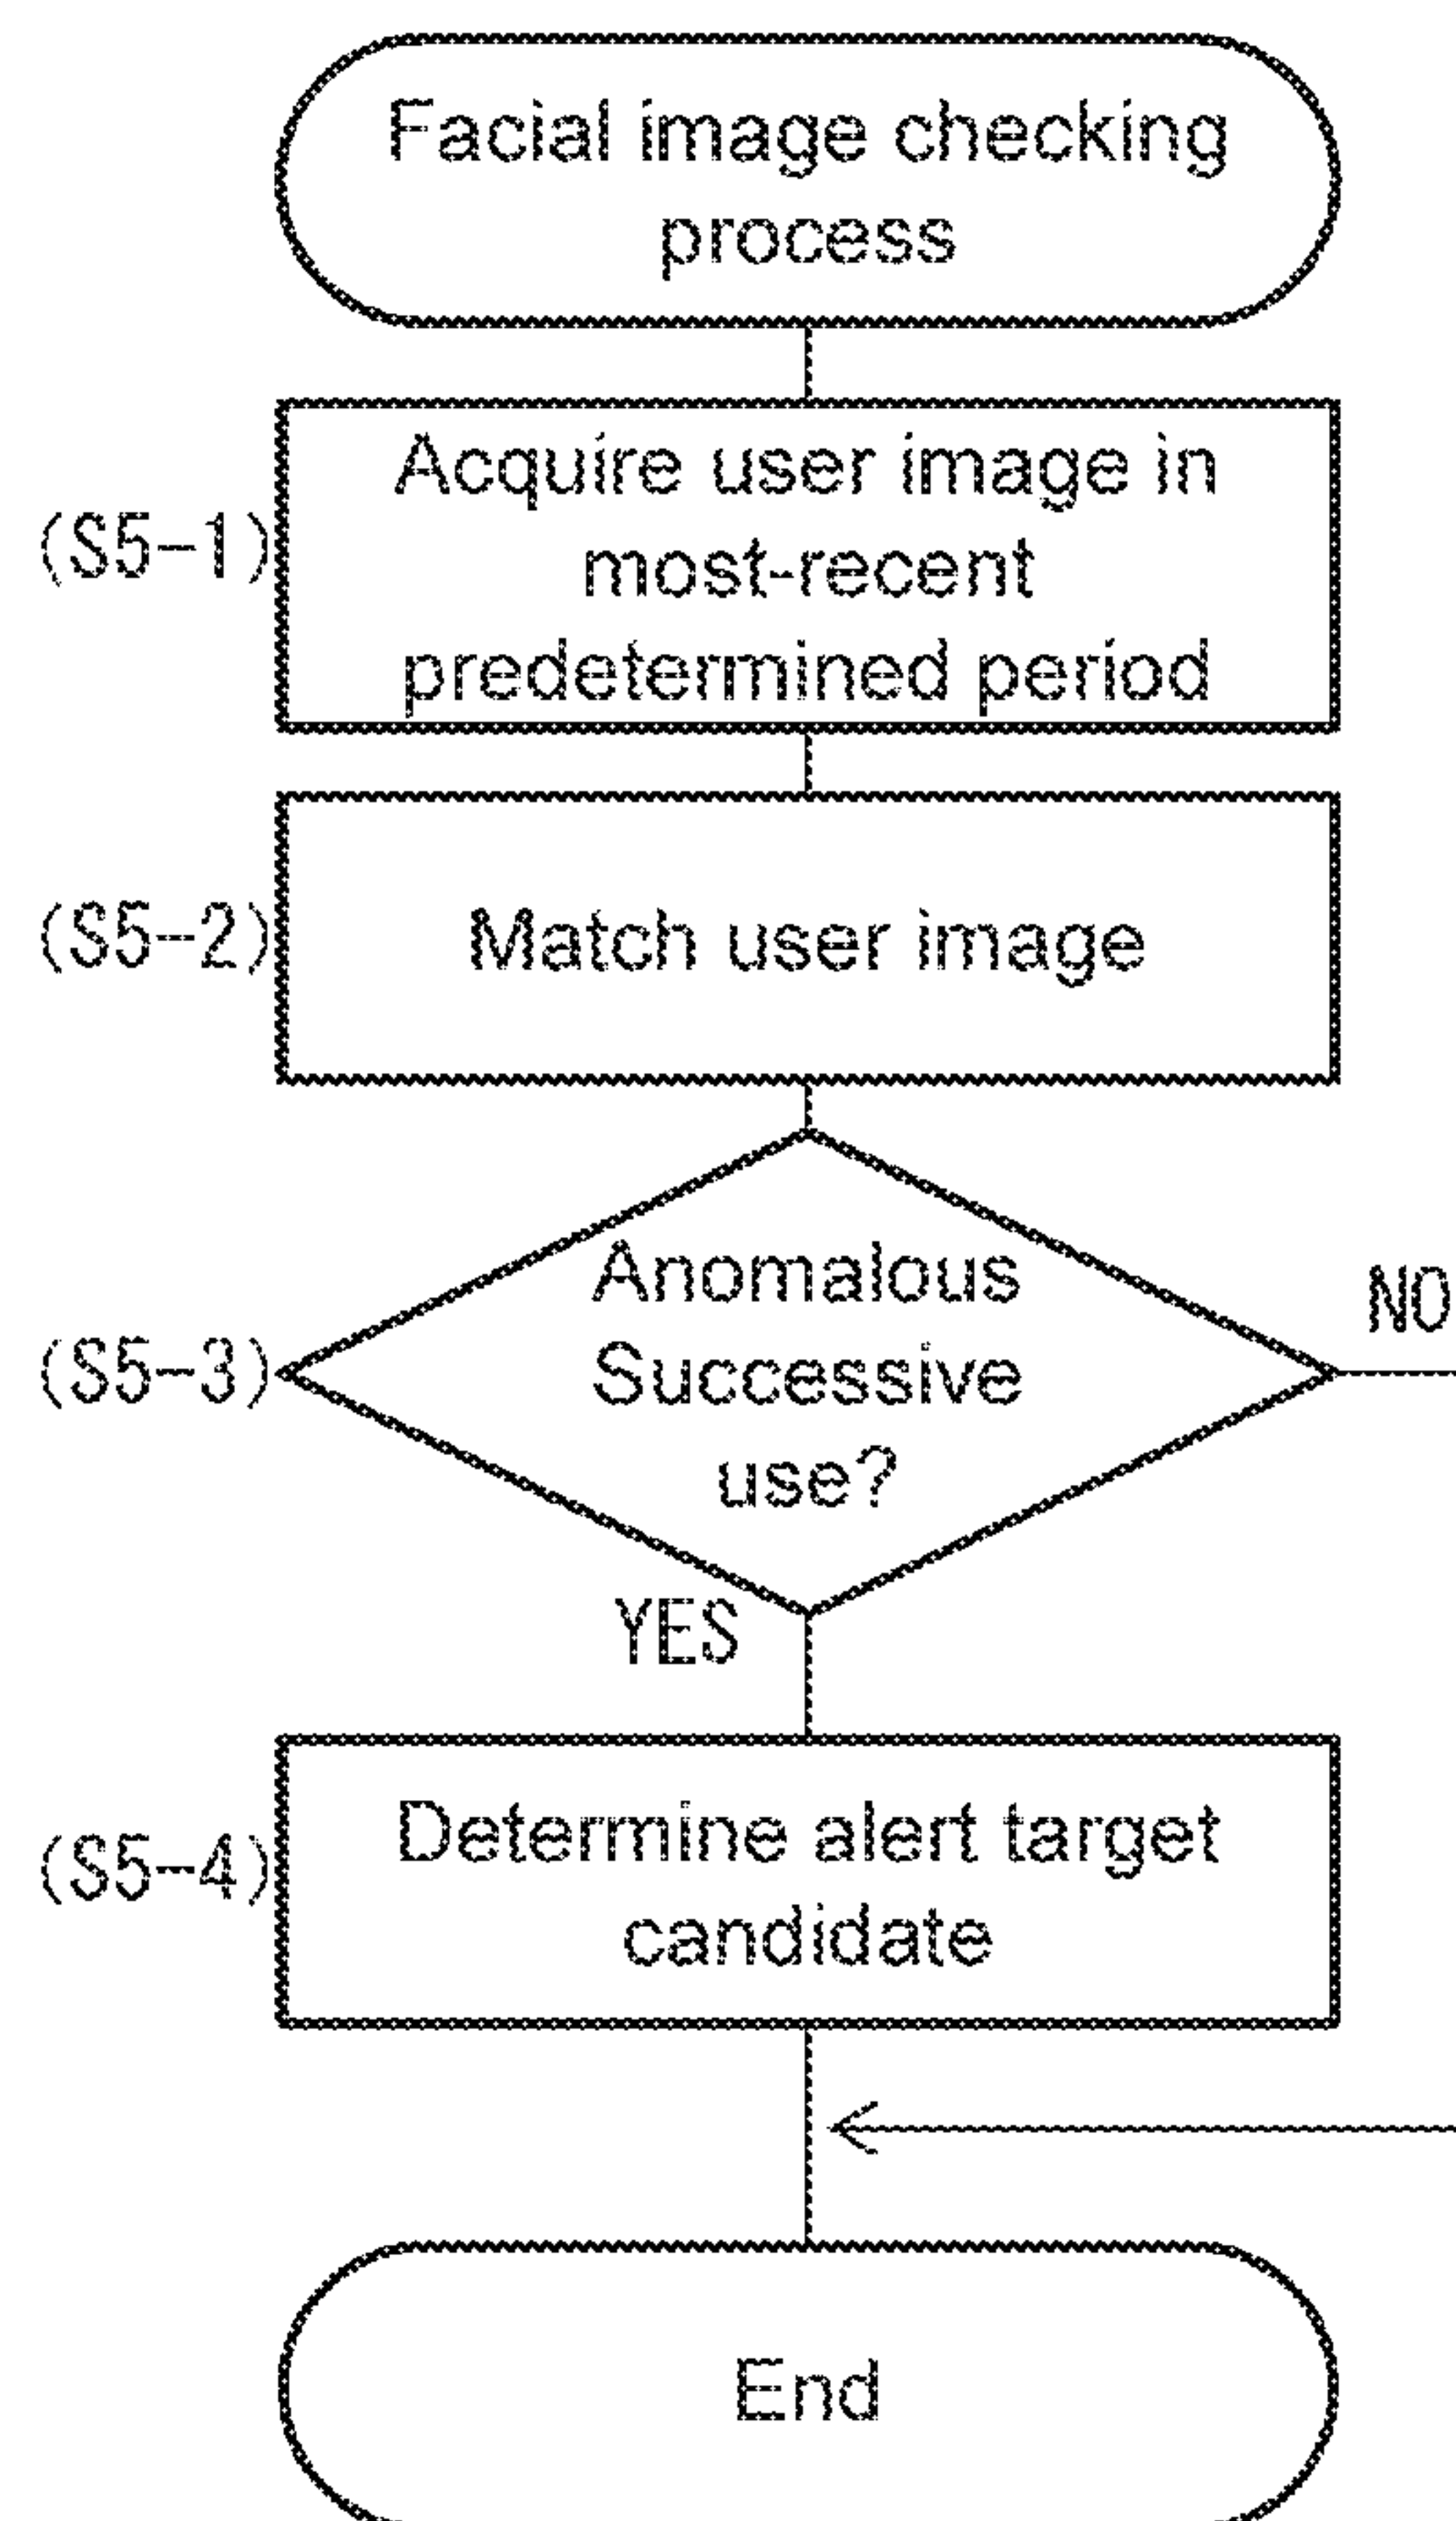 Facial image checking
process
(S5-1)
Acquire user image in
most-recent
predetermined period
(S5-2)
Match user image
(S5-3)
Anomalous
Successive
use?
NO
YES
(S5-4)
Determine alert target
candidate
End